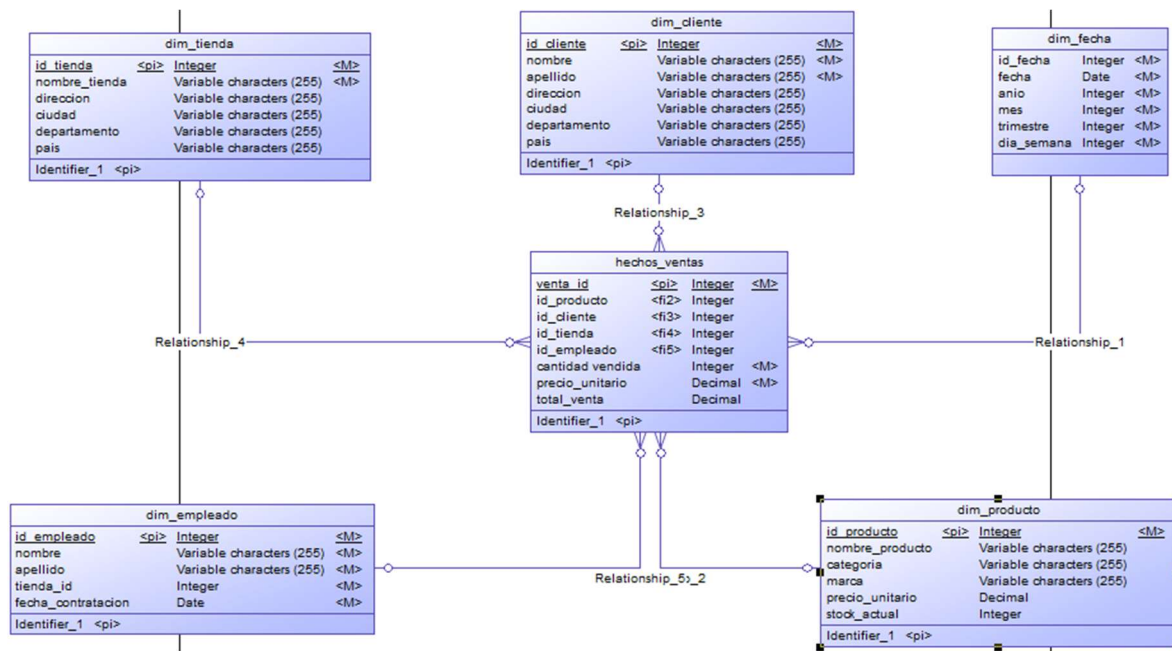 dim_tienda
id_tienda <pi> Integer <M>
nombre_tienda Variable characters (255) <M>
direccion Variable characters (255)
ciudad Variable characters (255)
departamento Variable characters (255)
pais Variable characters (255)
Identifier_1 <pi>
dim_cliente
id_cliente <pi> Integer <M>
nombre Variable characters (255) <M>
apellido Variable characters (255) <M>
direccion Variable characters (255)
ciudad Variable characters (255)
departamento Variable characters (255)
pais Variable characters (255)
Identifier_1 <pi>
dim_fecha
id_fecha Integer <M>
fecha Date <M>
anio Integer <M>
mes Integer <M>
trimestre Integer <M>
dia_semana Integer <M>
Relationship_3
hechos_ventas
venta_id <pi> Integer <M>
id_producto <fi2> Integer
id_cliente <fi3> Integer
id_tienda <fi4> Integer
id_empleado <fi5> Integer
cantidad vendida Integer <M>
precio_unitario Decimal <M>
total_venta Decimal
Identifier_1 <pi>
Relationship_4
Relationship_1
dim_empleado
id_empleado <pi> Integer <M>
nombre Variable characters (255) <M>
apellido Variable characters (255) <M>
tienda_id Integer <M>
fecha_contratacion Date <M>
Identifier_1 <pi>
Relationship_5
dim_producto
id_producto <pi> Integer <M>
nombre_producto Variable characters (255)
categoria Variable characters (255)
marca Variable characters (255)
precio_unitario Decimal
stock_actual Integer
Identifier_1 <pi>